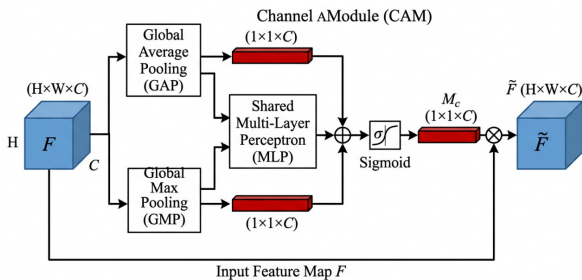 Channel AModule (CAM)
Global
Average
Pooling
(GAP)
(1×1×C)
(H×W×C)
H
F
C
Shared
Multi-Layer
Perceptron
(MLP)
Global
Max
Pooling
(GMP)
(1×1×C)
σ
Sigmoid
M_c
(1×1×C)
F̃ (H×W×C)
F̃
Input Feature Map F